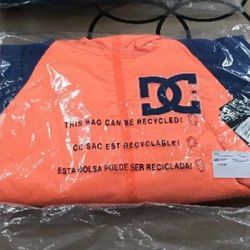 DC
THIS BAG CAN BE RECYCLED!
CE SAC EST RECYCLABLE!
ESTA BOLSA PUEDE SER RECICLADA!